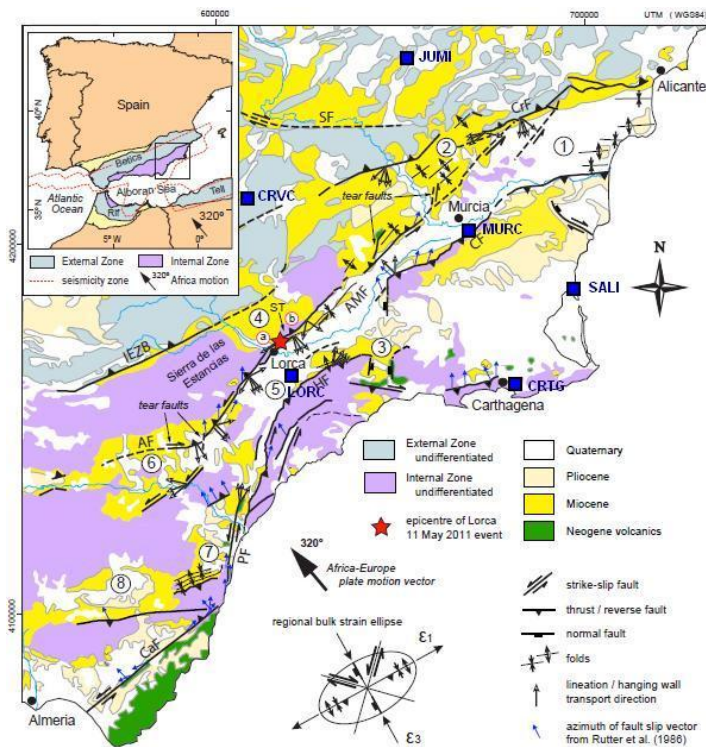 600000
700000
UTM ( WGS84)
JUMI
Alicante
Spain
40°N
Betics
Alboran Sea
Atlantic
Ocean
Rif
Tell
35°N
5°W
0°
320°
External Zone
Internal Zone
seismicity zone
320°
Africa motion
SF
CrF
2
1
CRVC
tear faults
Murcia
MURC
CF
4200000
N
SALI
AMF
4
ST
b
a
3
IEZB
Sierra de las
Estancias
Lorca
5
LORC
HF
CRTG
Carthagena
tear faults
AF
6
7
PF
8
4100000
CaF
Almeria
External Zone
undifferentiated
Internal Zone
undifferentiated
epicentre of Lorca
11 May 2011 event
Quaternary
Pliocene
Miocene
Neogene volcanics
320°
Africa-Europe
plate motion vector
regional bulk strain ellipse
ε1
ε3
strike-slip fault
thrust / reverse fault
normal fault
folds
lineation / hanging wall
transport direction
azimuth of fault slip vector
from Rutter et al. (1986)